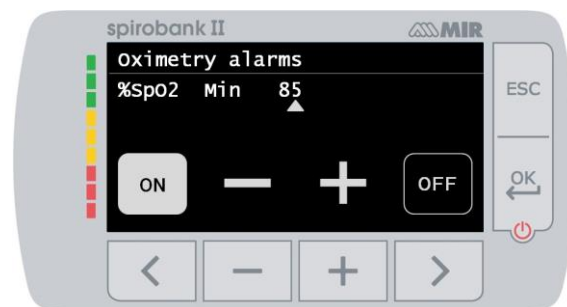 spirobank II MIR
Oximetry alarms
%SpO2 Min 85
ESC
ON − + OFF
OK
< − + >